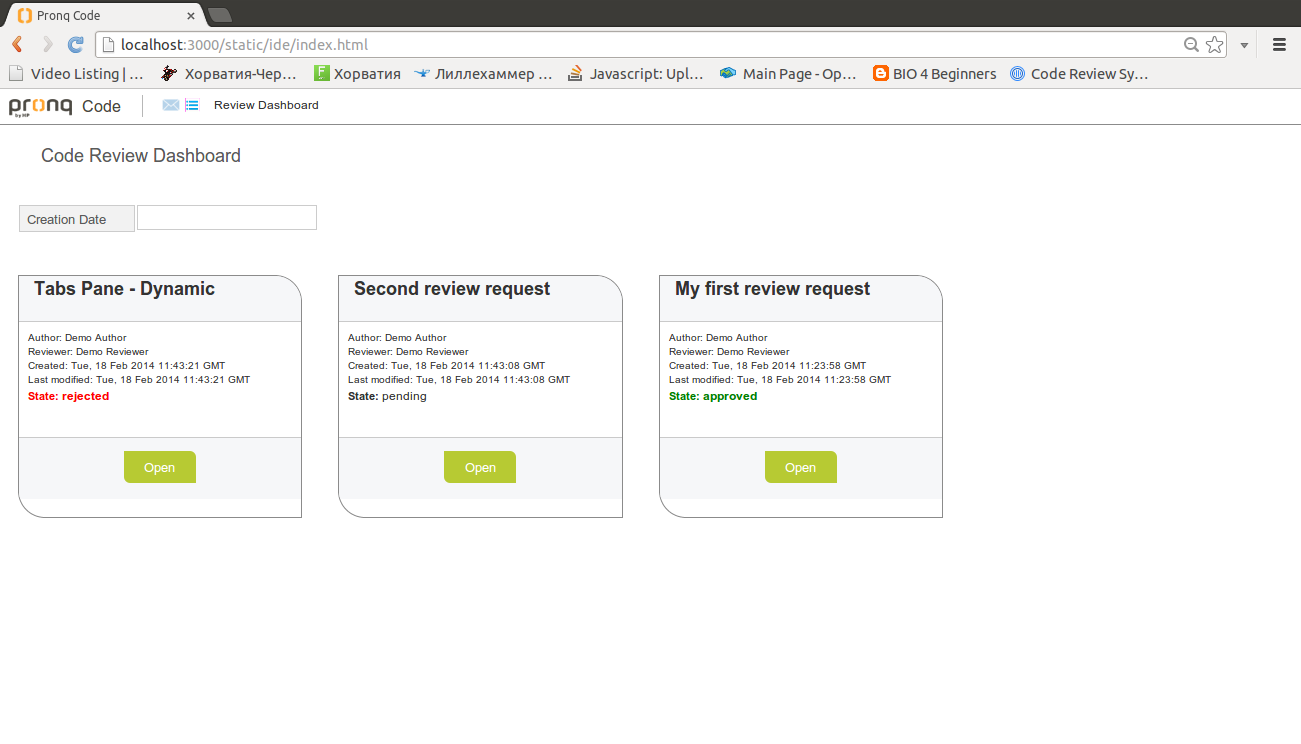 Pronq Code
localhost:3000/static/ide/index.html
Video Listing | ... Хорватия-Чер... Хорватия Лиллехаммер ... Javascript: Upl... Main Page - Op... BIO 4 Beginners Code Review Sy...
pronq by HP Code Review Dashboard
Code Review Dashboard
Creation Date
Tabs Pane - Dynamic
Author: Demo Author
Reviewer: Demo Reviewer
Created: Tue, 18 Feb 2014 11:43:21 GMT
Last modified: Tue, 18 Feb 2014 11:43:21 GMT
State: rejected
Open
Second review request
Author: Demo Author
Reviewer: Demo Reviewer
Created: Tue, 18 Feb 2014 11:43:08 GMT
Last modified: Tue, 18 Feb 2014 11:43:08 GMT
State: pending
Open
My first review request
Author: Demo Author
Reviewer: Demo Reviewer
Created: Tue, 18 Feb 2014 11:23:58 GMT
Last modified: Tue, 18 Feb 2014 11:23:58 GMT
State: approved
Open